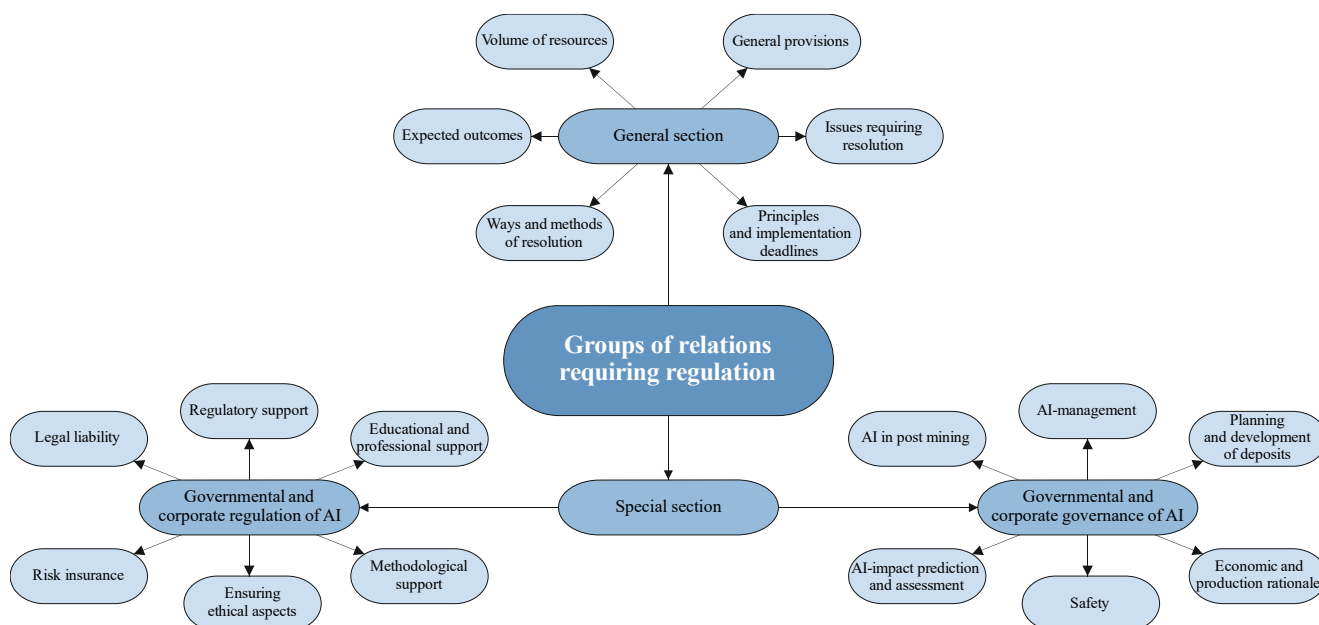 Volume of resources
General provisions
Expected outcomes
General section
Issues requiring
resolution
Ways and methods
of resolution
Principles
and implementation
deadlines
Groups of relations
requiring regulation
Regulatory support
Legal liability
Educational and
professional support
Governmental and
corporate regulation of AI
Risk insurance
Ensuring
ethical aspects
Methodological
support
Special section
AI-management
AI in post mining
Planning
and development
of deposits
Governmental and
corporate governance of AI
AI-impact prediction
and assessment
Safety
Economic and
production rationale